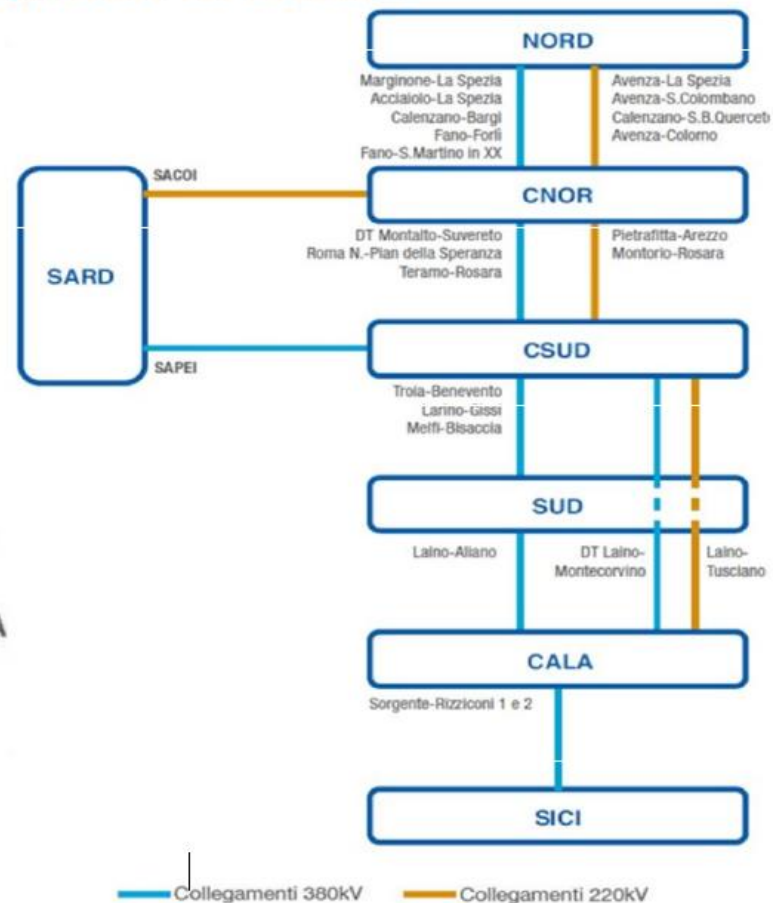 NORD
Marginone-La Spezia
Acciaiolo-La Spezia
Calenzano-Bargi
Fano-Forlì
Fano-S.Martino in XX
Avenza-La Spezia
Avenza-S.Colombano
Calenzano-S.B.Querceto
Avenza-Colorno
SACOI
CNOR
DT Montalto-Suvereto
Roma N.-Pian della Speranza
Teramo-Rosara
Pietrafitta-Arezzo
Montorio-Rosara
SARD
SAPEI
CSUD
Troia-Benevento
Larino-Gissi
Melfi-Bisaccia
SUD
Laino-Aliano
DT Laino-
Montecorvino
Laino-
Tusciano
CALA
Sorgente-Rizziconi 1 e 2
SICI
Collegamenti 380kV
Collegamenti 220kV